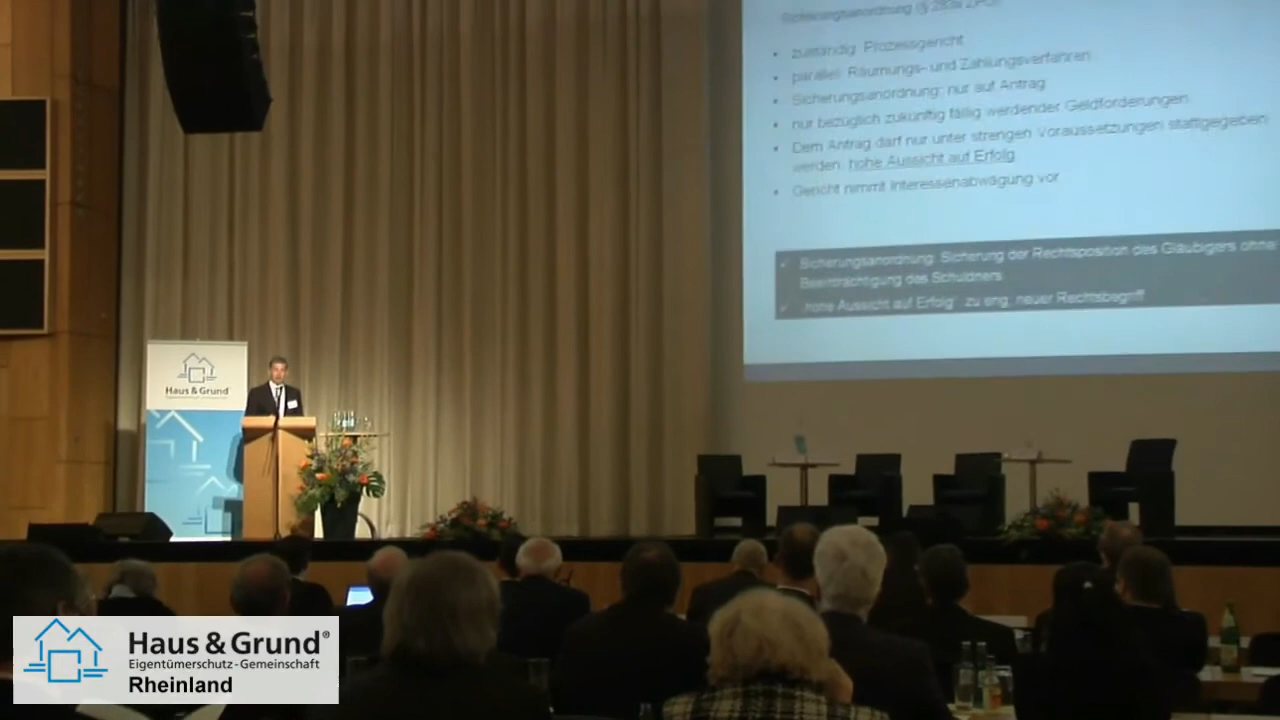 Sicherungsanordnung (§ 283a ZPO)
• zuständig: Prozessgericht
• parallel: Räumungs- und Zahlungsverfahren
• Sicherungsanordnung: nur auf Antrag
• nur bezüglich zukünftig fällig werdender Geldforderungen
• Dem Antrag darf nur unter strengen Voraussetzungen stattgegeben
werden: hohe Aussicht auf Erfolg
• Gericht nimmt Interessenabwägung vor
✓ Sicherungsanordnung: Sicherung der Rechtsposition des Gläubigers ohne
Beeinträchtigung des Schuldners
✓ „hohe Aussicht auf Erfolg“: zu eng, neuer Rechtsbegriff
Haus & Grund
Haus & Grund®
Eigentümerschutz-Gemeinschaft
Rheinland